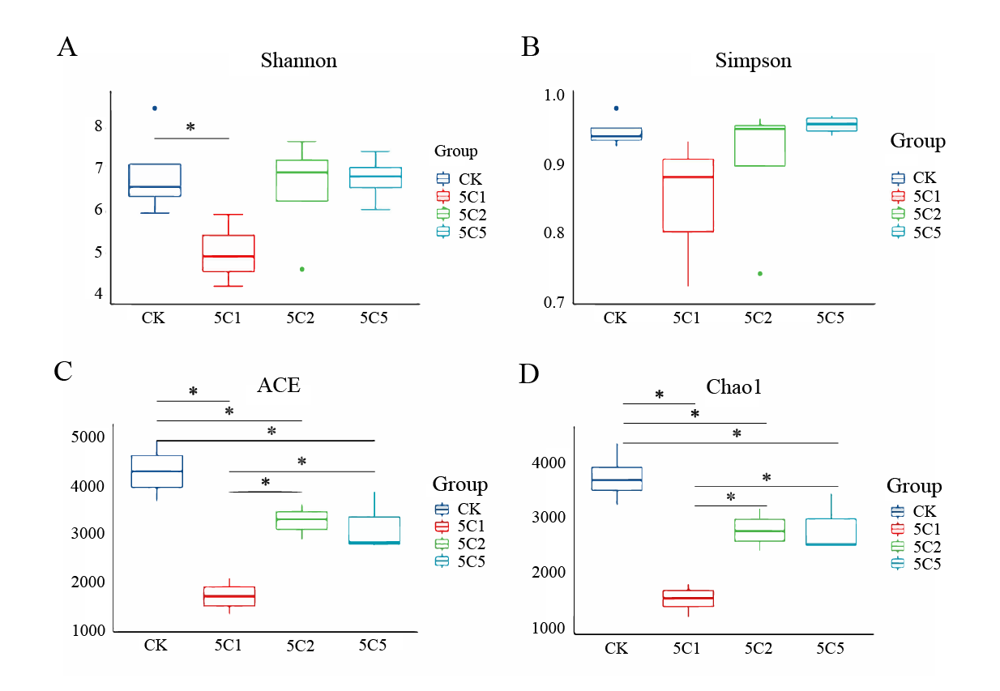 A
Shannon
*
8
7
6
5
4
CK 5C1 5C2 5C5
Group
CK
5C1
5C2
5C5
B
Simpson
1.0
0.9
0.8
0.7
CK 5C1 5C2 5C5
Group
CK
5C1
5C2
5C5
C
ACE
*
*
*
*
*
5000
4000
3000
2000
1000
CK 5C1 5C2 5C5
Group
CK
5C1
5C2
5C5
D
Chao1
*
*
*
*
*
4000
3000
2000
1000
CK 5C1 5C2 5C5
Group
CK
5C1
5C2
5C5